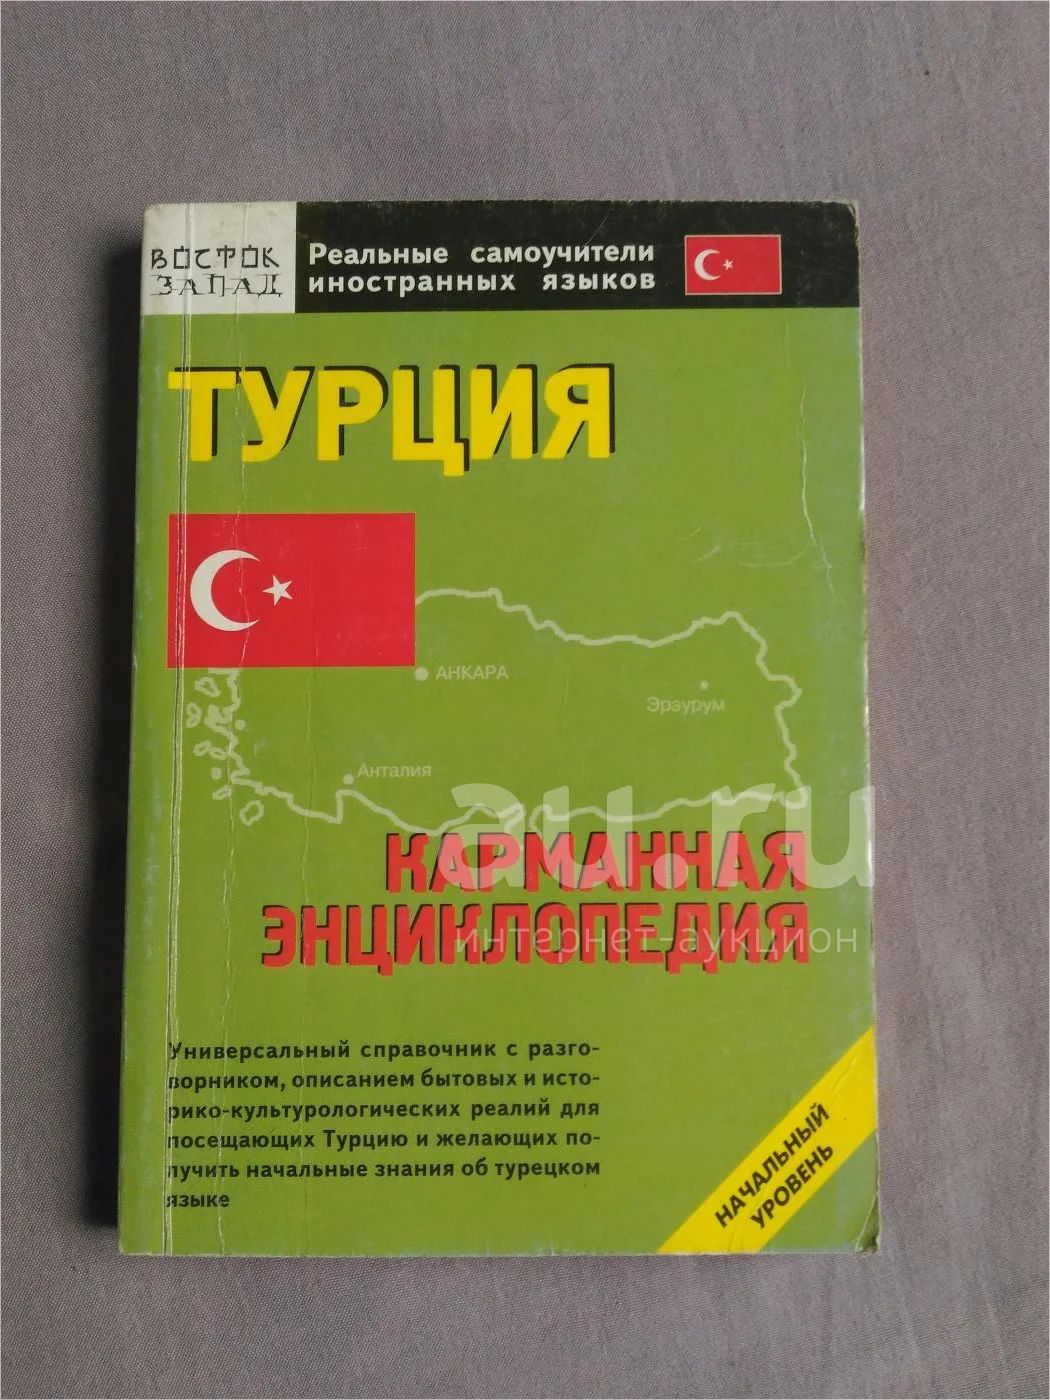 ВОСТОК
ЗАПАД
Реальные самоучители
иностранных языков
ТУРЦИЯ
АНКАРА
Эрзурум
Анталия
au.ru
КАРМАННАЯ
ЭНЦИКЛОПЕДИЯ
интернет-аукцион
Универсальный справочник с разго-
ворником, описанием бытовых и исто-
рико-культурологических реалий для
посещающих Турцию и желающих по-
лучить начальные знания об турецком
языке
НАЧАЛЬНЫЙ
УРОВЕНЬ